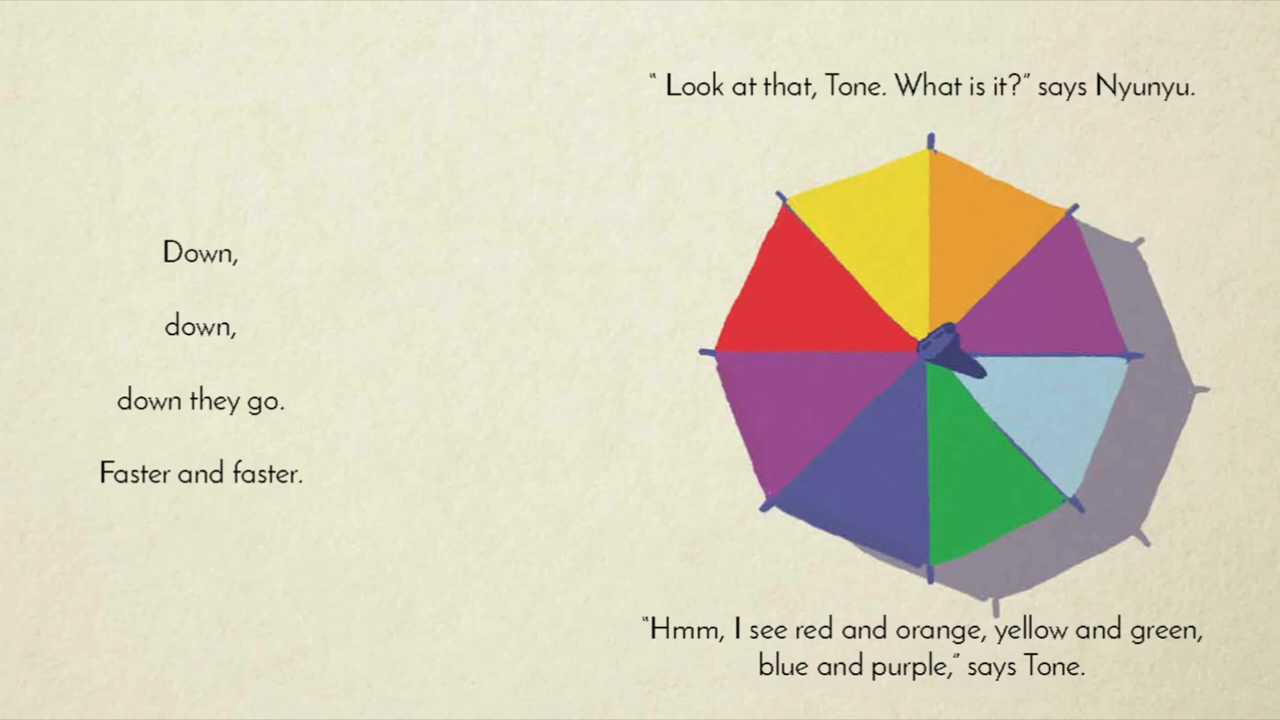 Down,
down,
down they go.
Faster and faster.
“ Look at that, Tone. What is it?” says Nyunyu.
“Hmm, I see red and orange, yellow and green,
blue and purple,” says Tone.